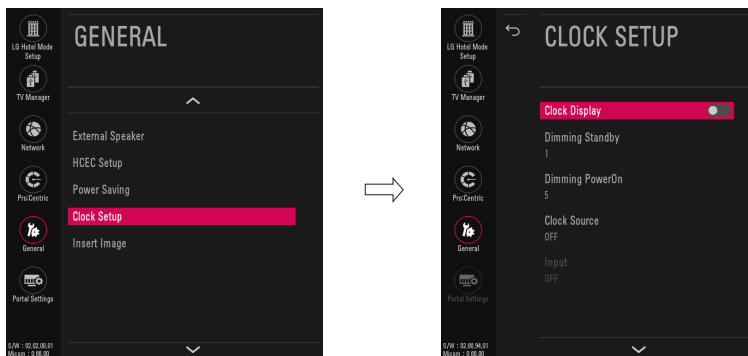 LG Hotel Mode
Setup
TV Manager
Network
Pro:Centric
General
Portal Settings
S/W : 02,02,00,01
Micom : 0.66.00
GENERAL
External Speaker
HCEC Setup
Power Saving
Clock Setup
Insert Image
LG Hotel Mode
Setup
TV Manager
Network
Pro:Centric
General
Portal Settings
S/W : 02,00,94,01
Micom : 0.66.00
CLOCK SETUP
Clock Display
Dimming Standby
1
Dimming PowerOn
5
Clock Source
OFF
Input
OFF